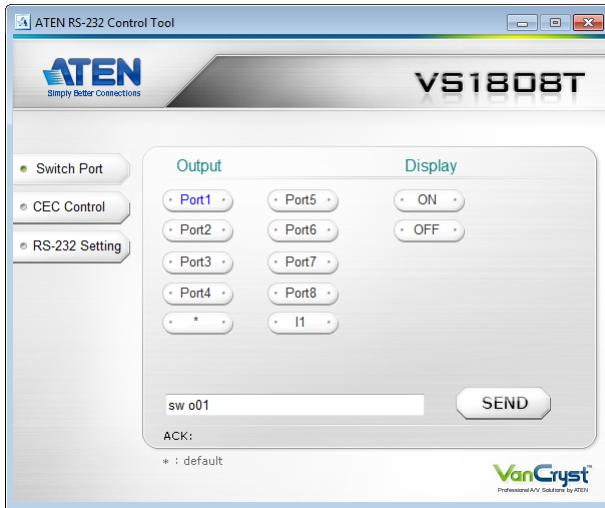 ATEN RS-232 Control Tool
ATEN
Simply Better Connections
VS1808T
Switch Port
CEC Control
RS-232 Setting
Output
Display
Port1
Port5
ON
Port2
Port6
OFF
Port3
Port7
Port4
Port8
*
I1
sw o01
SEND
ACK:
* : default
VanCryst™
Professional A/V Solutions by ATEN